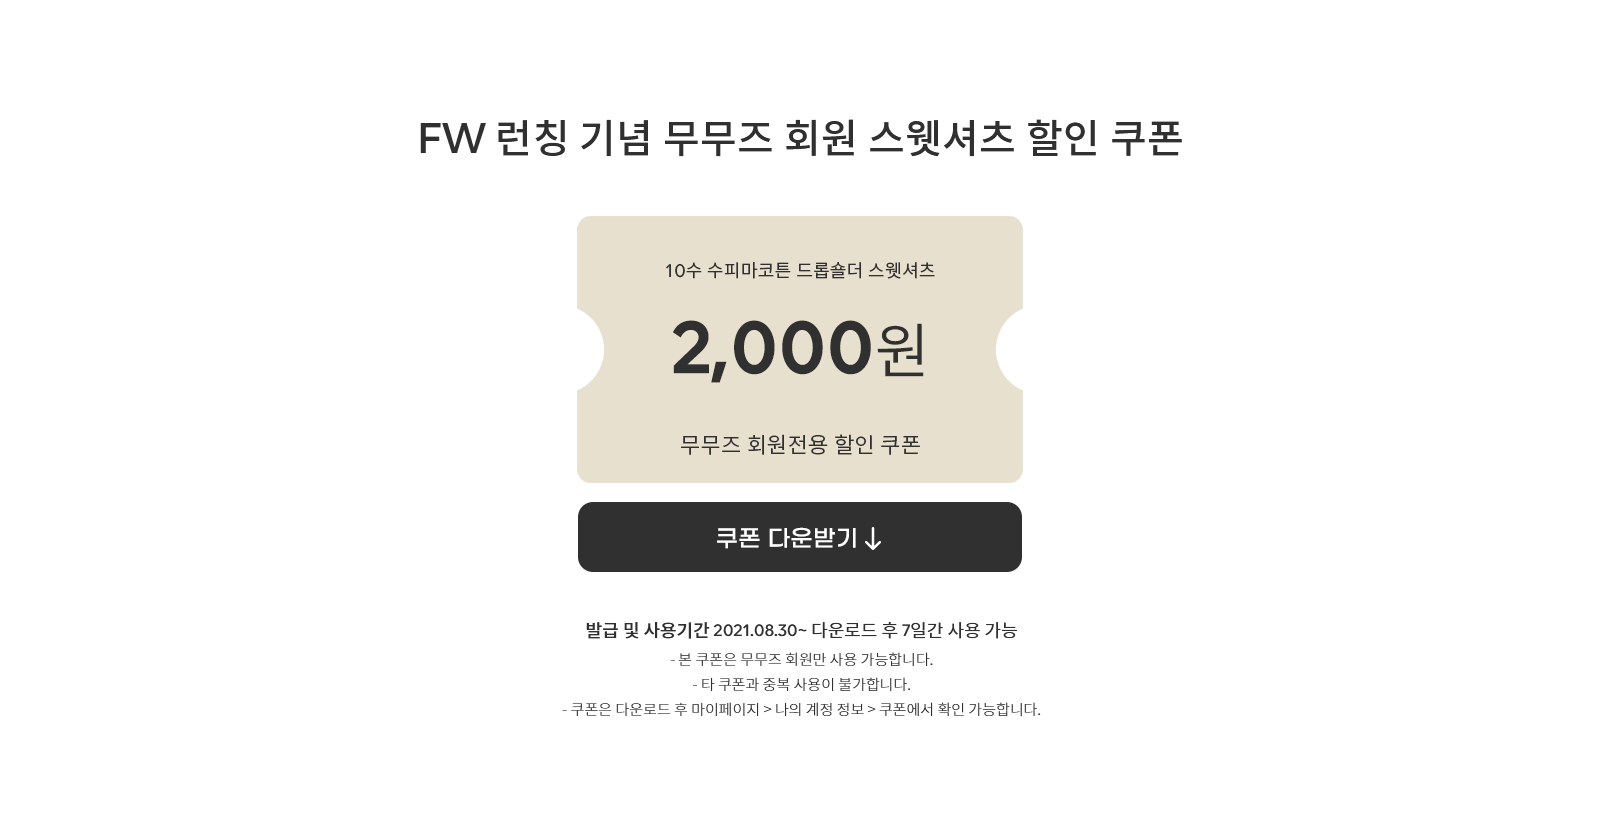 FW 런칭 기념 무무즈 회원 스웻셔츠 할인 쿠폰
10수 수피마코튼 드롭숄더 스웻셔츠
2,000원
무무즈 회원전용 할인 쿠폰
쿠폰 다운받기 ↓
발급 및 사용기간 2021.08.30~ 다운로드 후 7일간 사용 가능
- 본 쿠폰은 무무즈 회원만 사용 가능합니다.
- 타 쿠폰과 중복 사용이 불가합니다.
- 쿠폰은 다운로드 후 마이페이지 > 나의 계정 정보 > 쿠폰에서 확인 가능합니다.